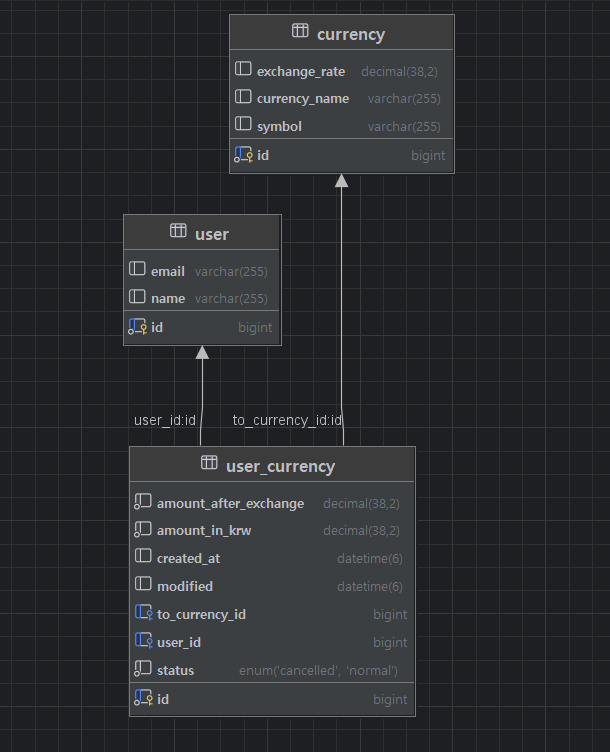 currency
exchange_rate decimal(38,2)
currency_name varchar(255)
symbol varchar(255)
id bigint
user
email varchar(255)
name varchar(255)
id bigint
user_id:id
to_currency_id:id
user_currency
amount_after_exchange decimal(38,2)
amount_in_krw decimal(38,2)
created_at datetime(6)
modified datetime(6)
to_currency_id bigint
user_id bigint
status enum('cancelled', 'normal')
id bigint